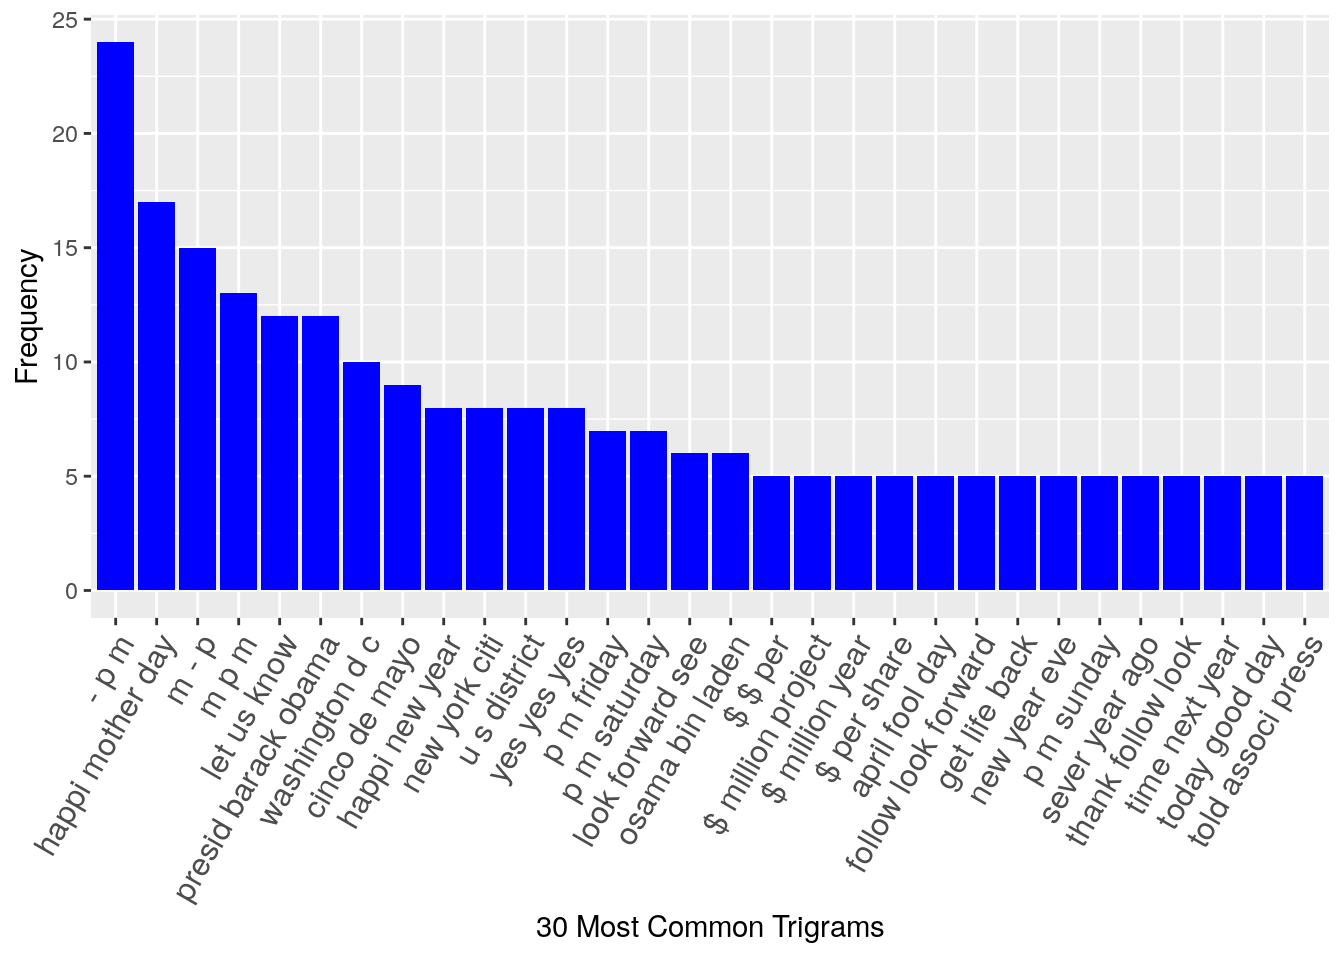 25
20
15
10
5
0
Frequency
- p m
happi mother day
m - p
m p m
let us know
presid barack obama
washington d c
cinco de mayo
happi new year
new york citi
u s district
yes yes yes
p m friday
p m saturday
look forward see
osama bin laden
$ $ per
$ million project
$ million year
$ per share
april fool day
follow look forward
get life back
new year eve
p m sunday
sever year ago
thank follow look
time next year
today good day
told associ press
30 Most Common Trigrams